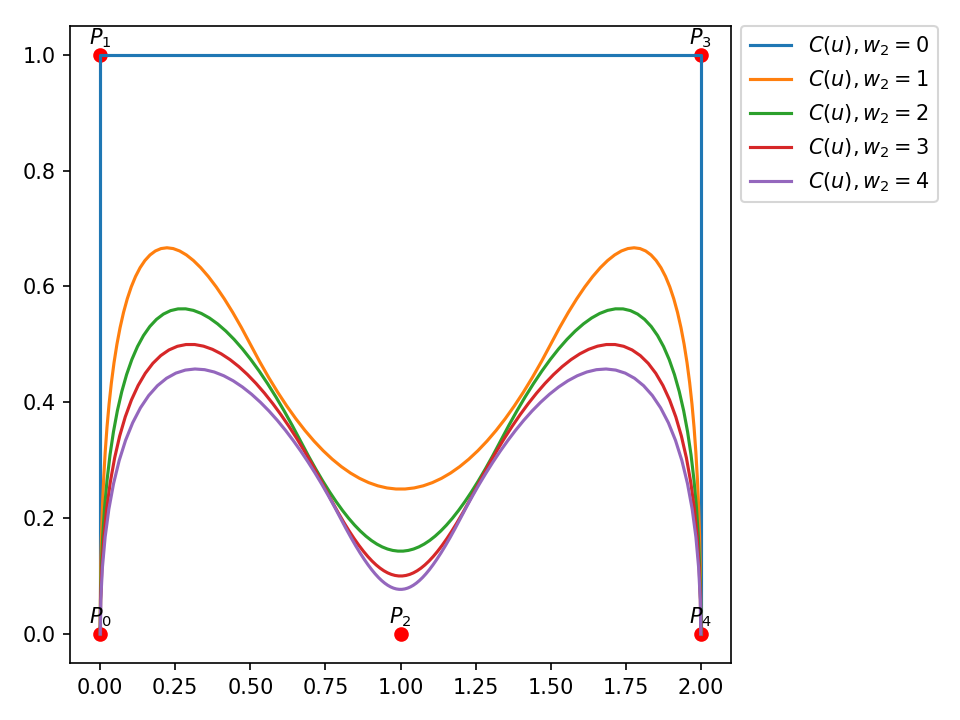 P₁
P₃
1.0
0.8
0.6
0.4
0.2
0.0
P₀
P₂
P₄
0.00 0.25 0.50 0.75 1.00 1.25 1.50 1.75 2.00
C(u), w₂ = 0
C(u), w₂ = 1
C(u), w₂ = 2
C(u), w₂ = 3
C(u), w₂ = 4